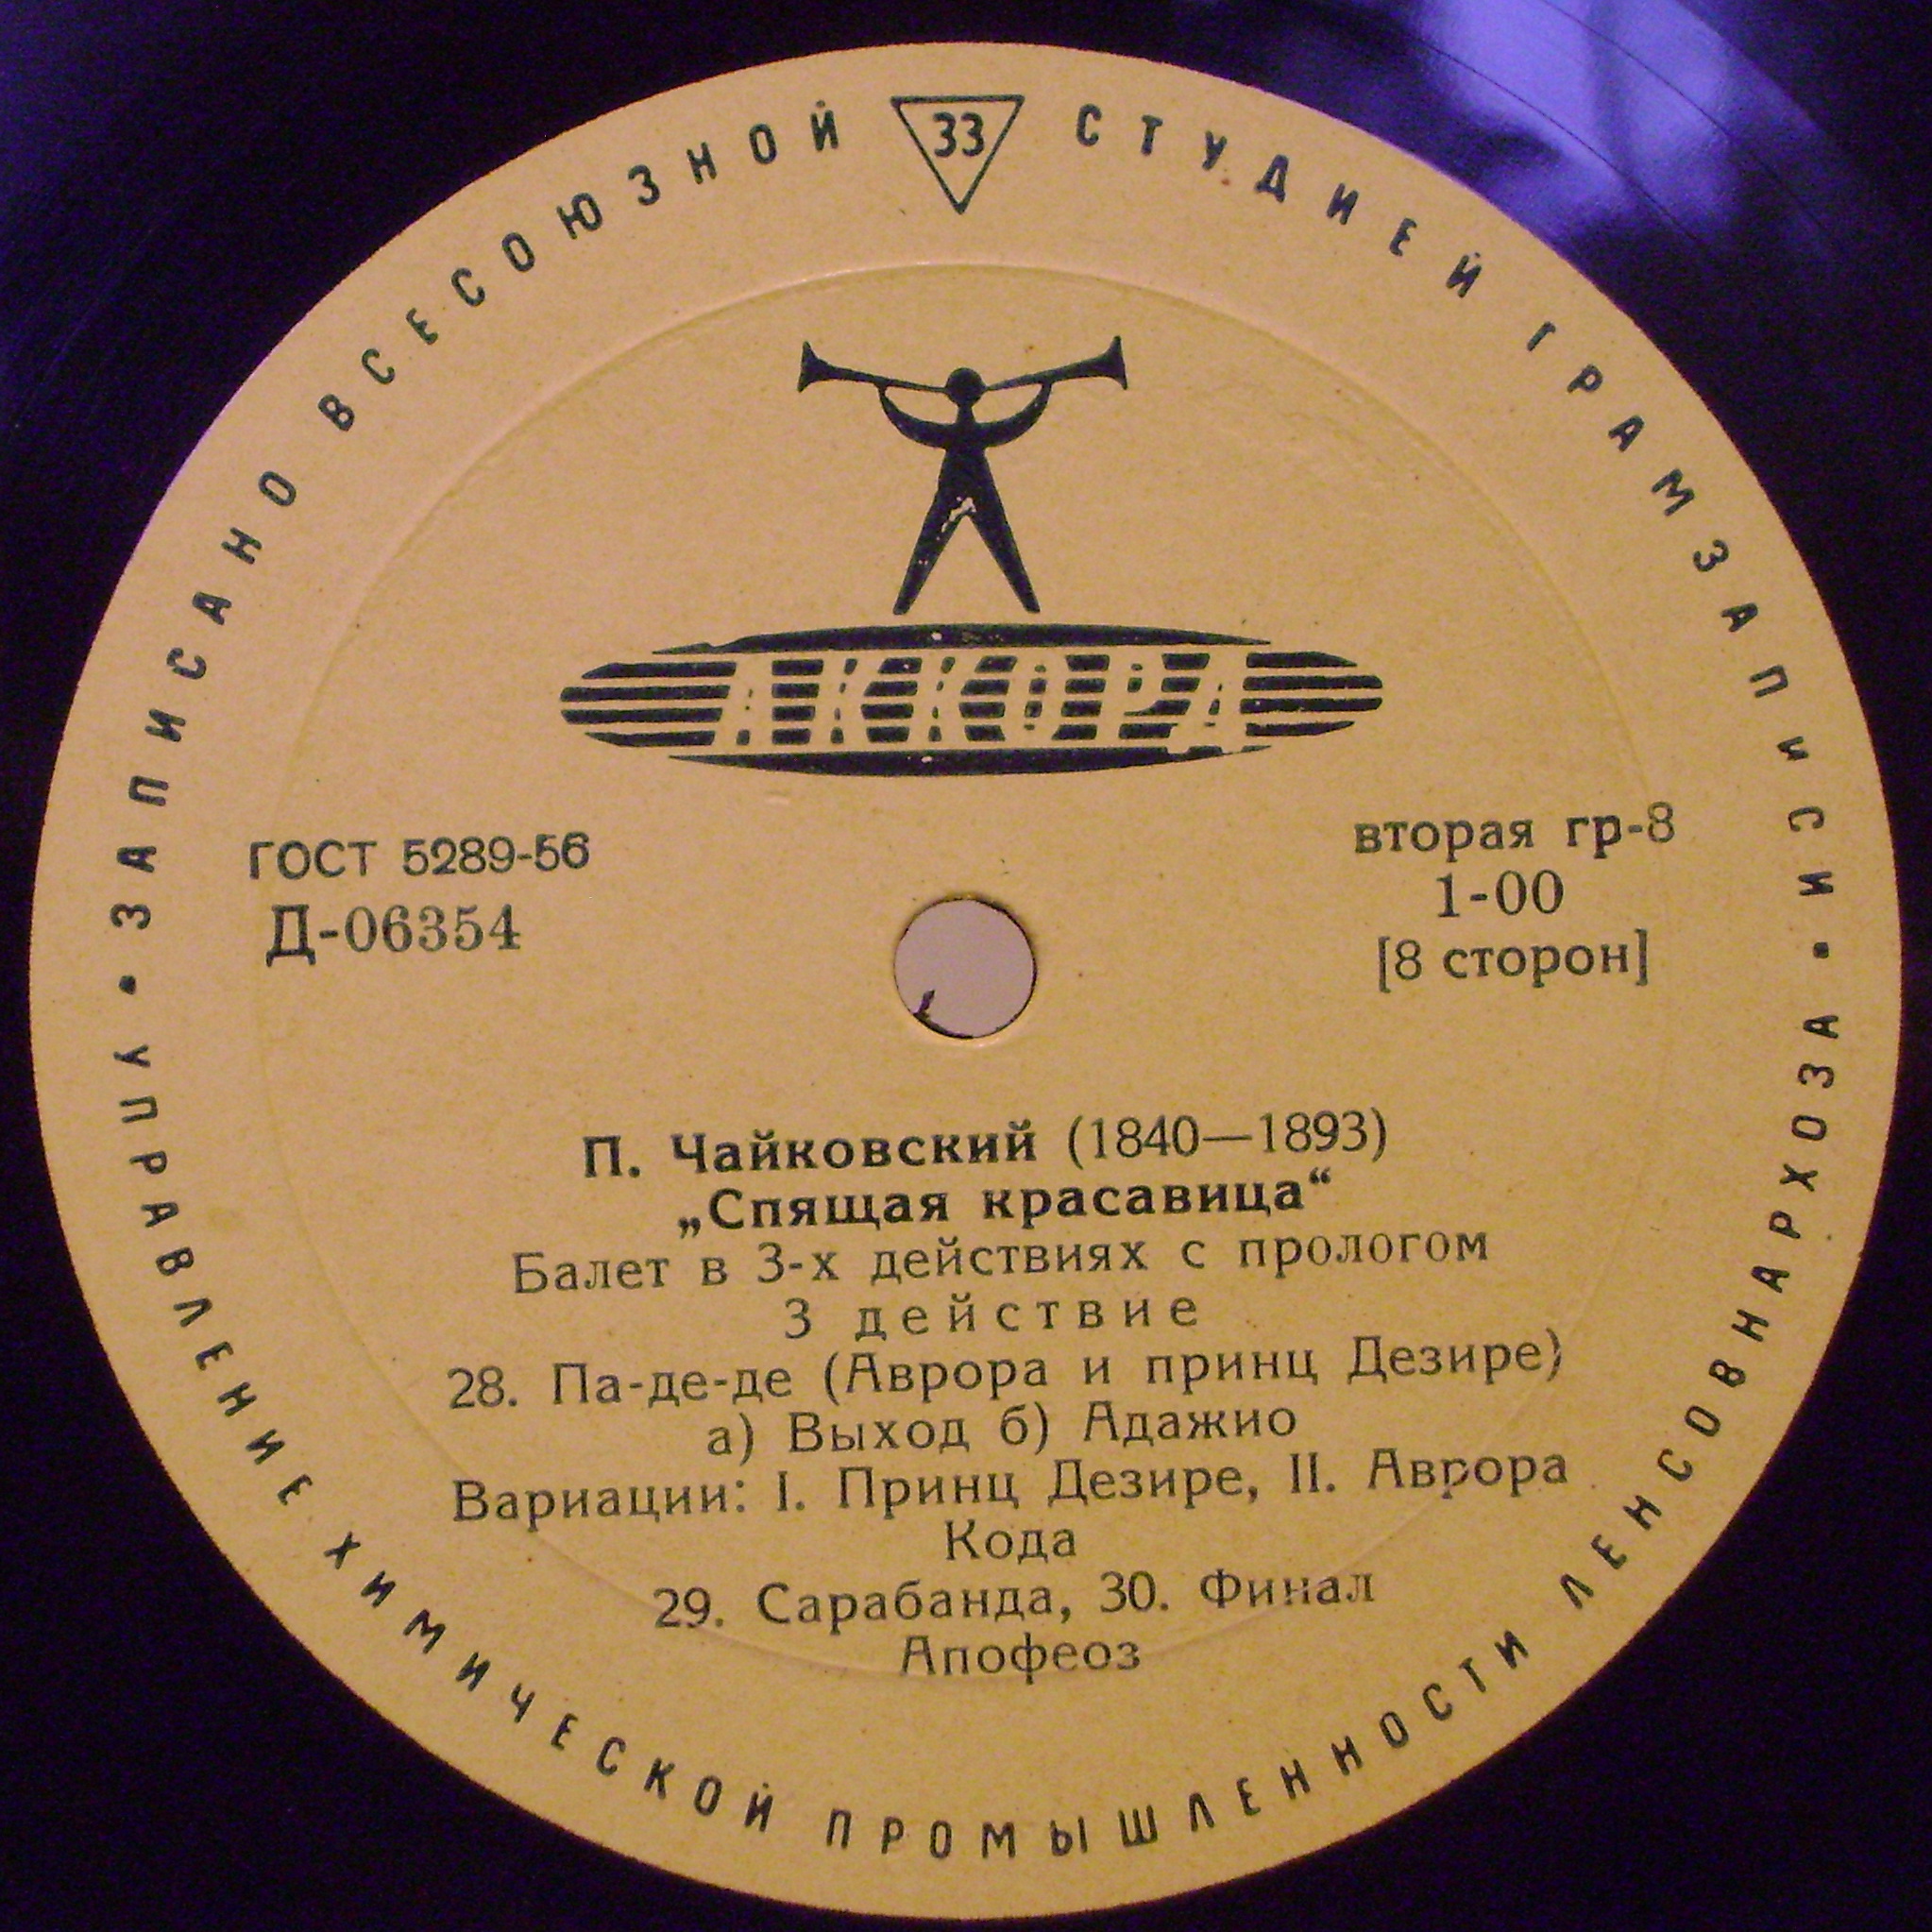 ЗАПИСАНО ВСЕСОЮЗНОЙ СТУДИЕЙ ГРАМЗАПИСИ •
33
АККОРД
ГОСТ 5289-56
Д-06354
вторая гр-8
1-00
[8 сторон]
П. Чайковский (1840—1893)
„Спящая красавица“
Балет в 3-х действиях с прологом
3 действие
28. Па-де-де (Аврора и принц Дезире)
а) Выход б) Адажио
Вариации: I. Принц Дезире, II. Аврора
Кода
29. Сарабанда, 30. Финал
Апофеоз
УПРАВЛЕНИЕ ХИМИЧЕСКОЙ ПРОМЫШЛЕННОСТИ ЛЕНСОВНАРХОЗА •